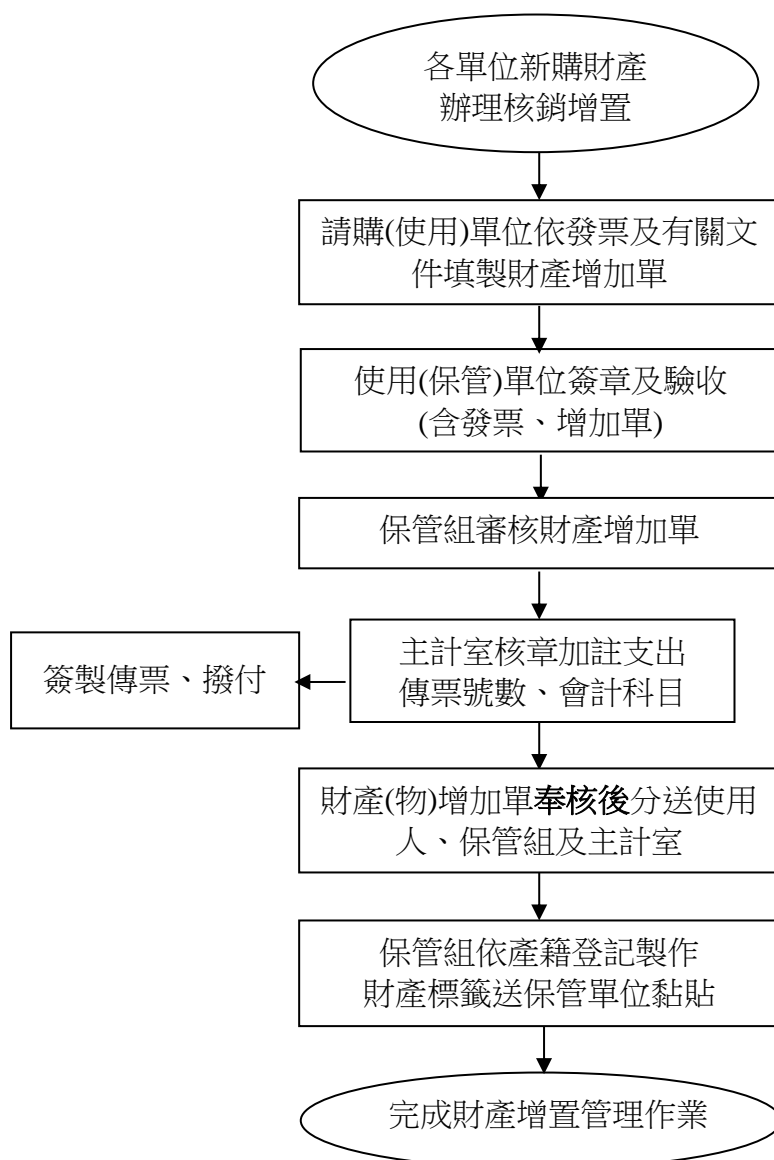 各單位新購財產
辦理核銷增置
請購(使用)單位依發票及有關文
件填製財產增加單
使用(保管)單位簽章及驗收
(含發票、增加單)
保管組審核財產增加單
主計室核章加註支出
傳票號數、會計科目
簽製傳票、撥付
財產(物)增加單奉核後分送使用
人、保管組及主計室
保管組依產籍登記製作
財產標籤送保管單位黏貼
完成財產增置管理作業